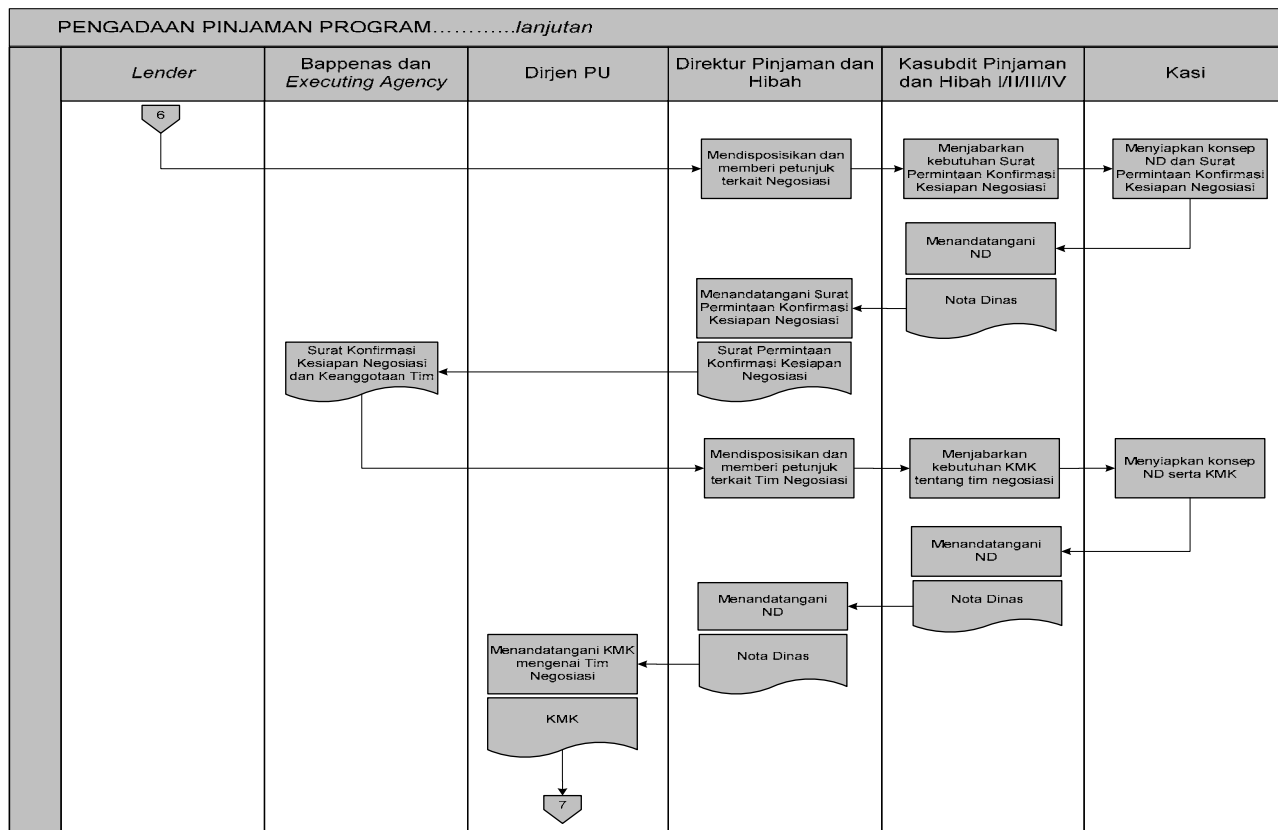 PENGADAAN PINJAMAN PROGRAM…………lanjutan
Lender
Bappenas dan
Executing Agency
Dirjen PU
Direktur Pinjaman dan
Hibah
Kasubdit Pinjaman
dan Hibah I/II/III/IV
Kasi
6
Mendisposisikan dan
memberi petunjuk
terkait Negosiasi
Menjabarkan
kebutuhan Surat
Permintaan Konfirmasi
Kesiapan Negosiasi
Menyiapkan konsep
ND dan Surat
Permintaan Konfirmasi
Kesiapan Negosiasi
Menandatangani
ND
Nota Dinas
Menandatangani Surat
Permintaan Konfirmasi
Kesiapan Negosiasi
Surat Permintaan
Konfirmasi Kesiapan
Negosiasi
Surat Konfirmasi
Kesiapan Negosiasi
dan Keanggotaan Tim
Mendisposisikan dan
memberi petunjuk
terkait Tim Negosiasi
Menjabarkan
kebutuhan KMK
tentang tim negosiasi
Menyiapkan konsep
ND serta KMK
Menandatangani
ND
Nota Dinas
Menandatangani
ND
Nota Dinas
Menandatangani KMK
mengenai Tim
Negosiasi
KMK
7